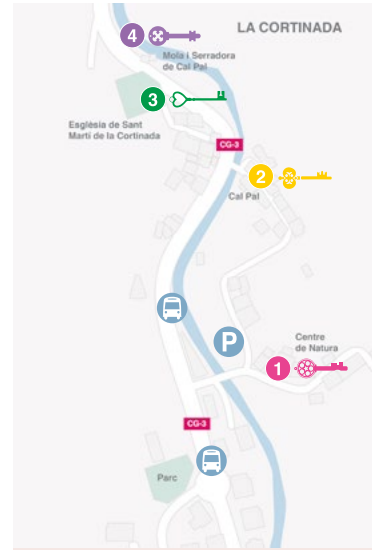 LA CORTINADA
4
Mola i Serradora
de Cal Pal
3
Església de Sant
Martí de la Cortinada
CG-3
2
Cal Pal
P
Centre
de Natura
1
CG-3
Parc